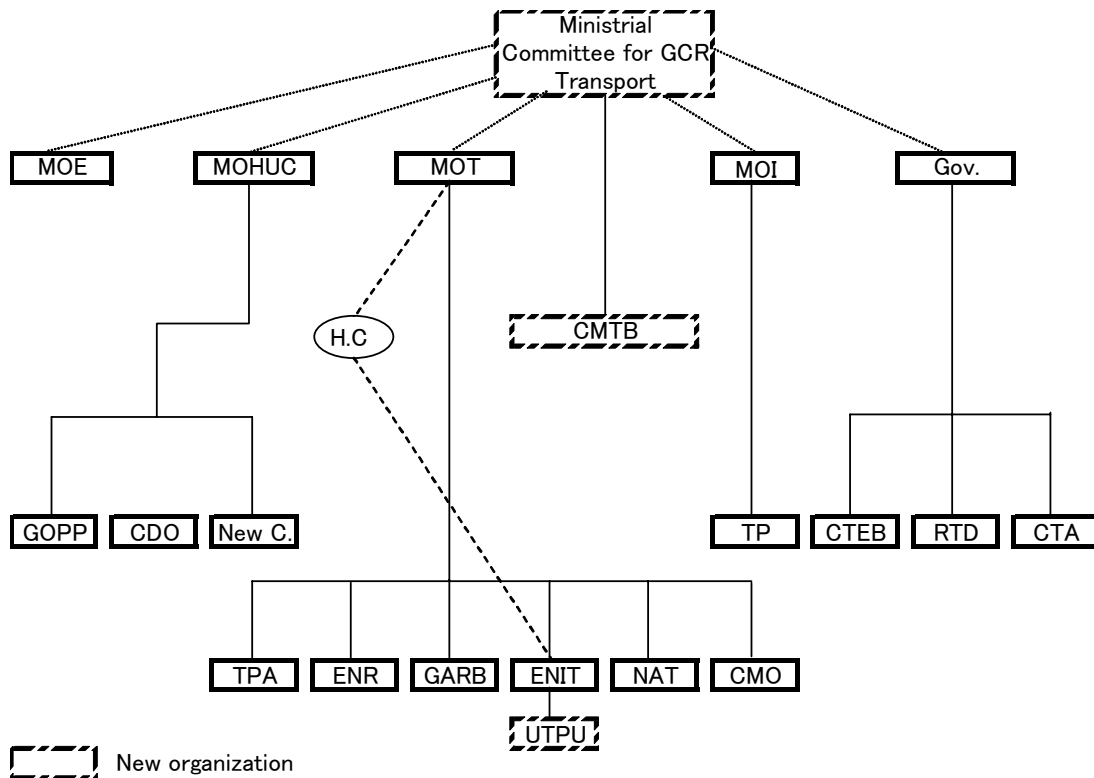 Ministrial
Committee for GCR
Transport
MOE
MOHUC
MOT
MOI
Gov.
H.C
CMTB
GOPP
CDO
New C.
TP
CTEB
RTD
CTA
TPA
ENR
GARB
ENIT
NAT
CMO
UTPU
New organization